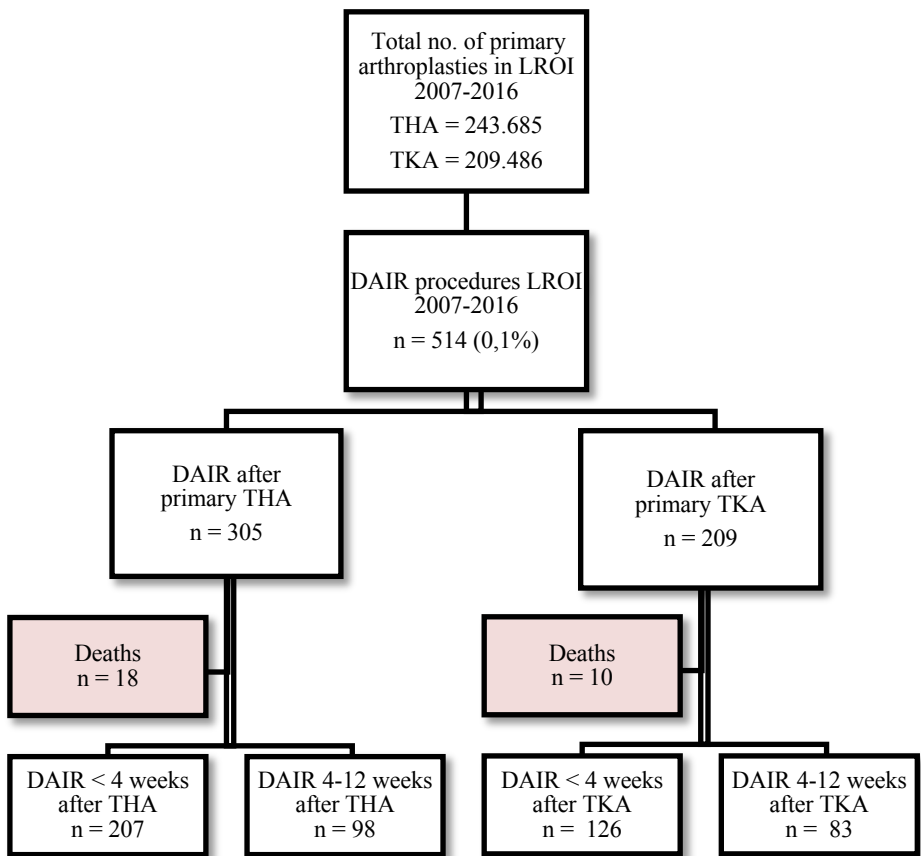 Total no. of primary
arthroplasties in LROI
2007-2016
THA = 243.685
TKA = 209.486
DAIR procedures LROI
2007-2016
n = 514 (0,1%)
DAIR after
primary THA
n = 305
DAIR after
primary TKA
n = 209
Deaths
n = 18
Deaths
n = 10
DAIR < 4 weeks
after THA
n = 207
DAIR 4-12 weeks
after THA
n = 98
DAIR < 4 weeks
after TKA
n = 126
DAIR 4-12 weeks
after TKA
n = 83